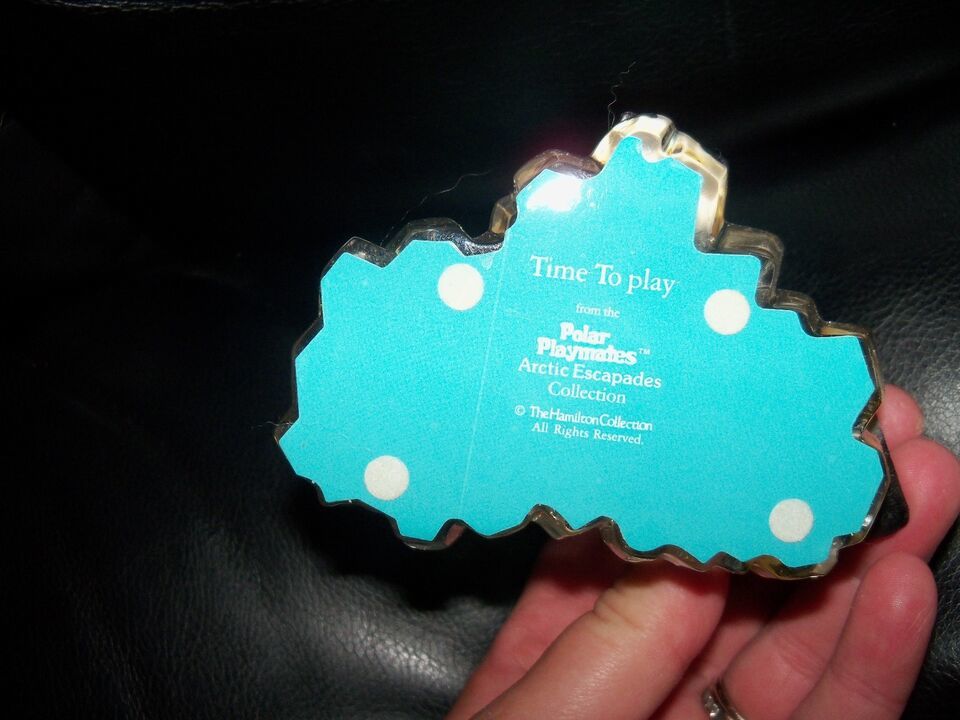 Time To play
from the
Polar
Playmates™
Arctic Escapades
Collection
© The Hamilton Collection
All Rights Reserved.